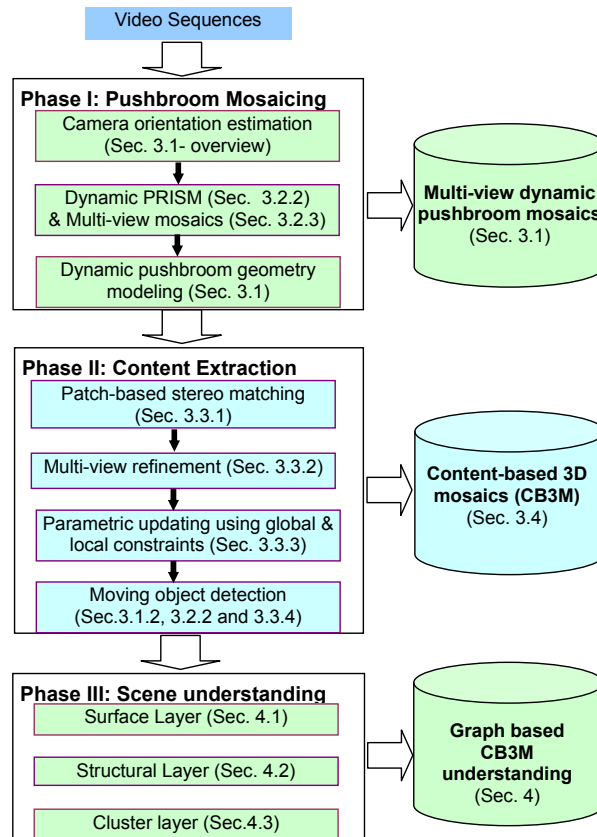 Video Sequences
Phase I: Pushbroom Mosaicing
Camera orientation estimation
(Sec. 3.1- overview)
Dynamic PRISM (Sec. 3.2.2)
& Multi-view mosaics (Sec. 3.2.3)
Dynamic pushbroom geometry
modeling (Sec. 3.1)
Multi-view dynamic
pushbroom mosaics
(Sec. 3.1)
Phase II: Content Extraction
Patch-based stereo matching
(Sec. 3.3.1)
Multi-view refinement (Sec. 3.3.2)
Parametric updating using global &
local constraints (Sec. 3.3.3)
Moving object detection
(Sec.3.1.2, 3.2.2 and 3.3.4)
Content-based 3D
mosaics (CB3M)
(Sec. 3.4)
Phase III: Scene understanding
Surface Layer (Sec. 4.1)
Structural Layer (Sec. 4.2)
Cluster layer (Sec.4.3)
Graph based
CB3M
understanding
(Sec. 4)